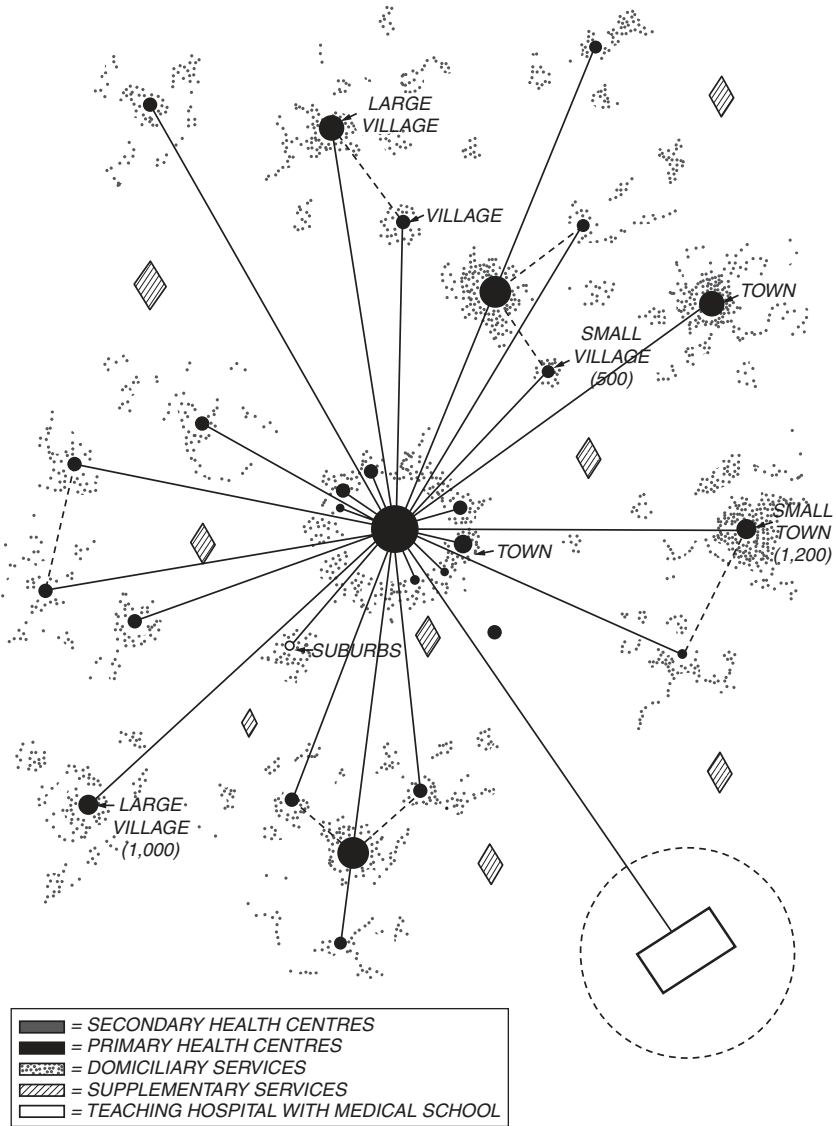 LARGE
VILLAGE
VILLAGE
TOWN
SMALL
VILLAGE
(500)
SMALL
TOWN
(1,200)
TOWN
SUBURBS
LARGE
VILLAGE
(1,000)
= SECONDARY HEALTH CENTRES
= PRIMARY HEALTH CENTRES
= DOMICILIARY SERVICES
= SUPPLEMENTARY SERVICES
= TEACHING HOSPITAL WITH MEDICAL SCHOOL